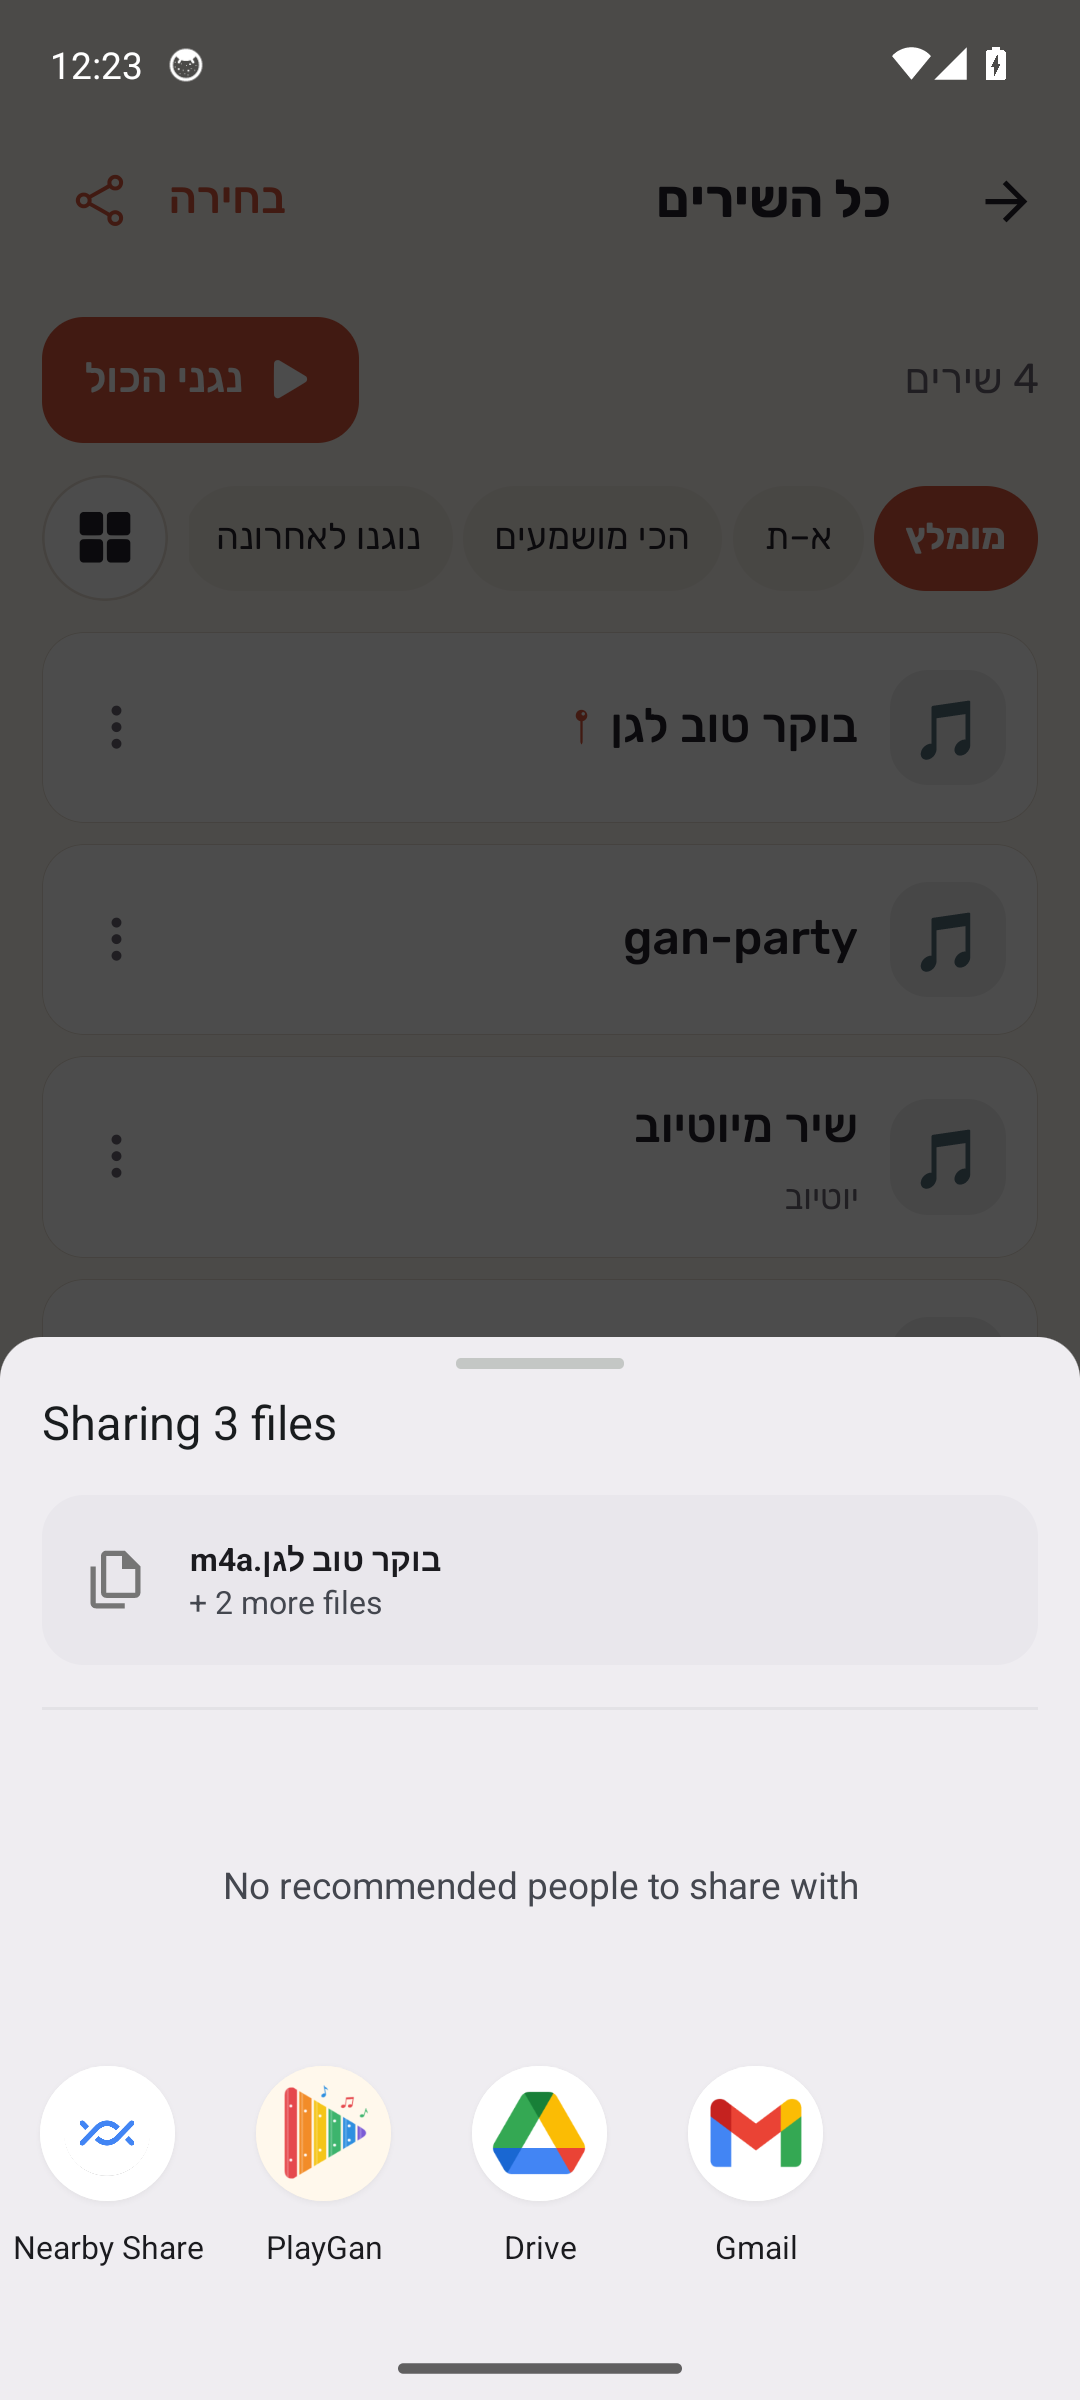 12:23
כל השירים
בחירה
4 שירים
נגני הכול
מומלץ
א-ת
הכי מושמעים
נוגנו לאחרונה
בוקר טוב לגן
gan-party
שיר מיוטיוב
יוטיוב
Sharing 3 files
בוקר טוב לגן.m4a
+ 2 more files
No recommended people to share with
Nearby Share
PlayGan
Drive
Gmail